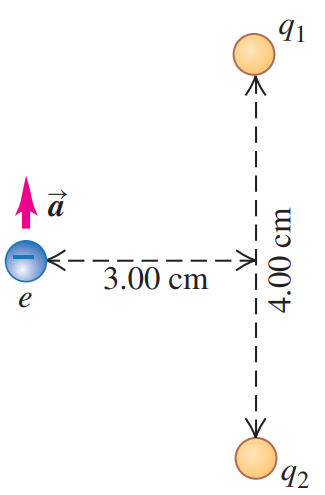 q₁
a⃗
−
3.00 cm
4.00 cm
e
q₂